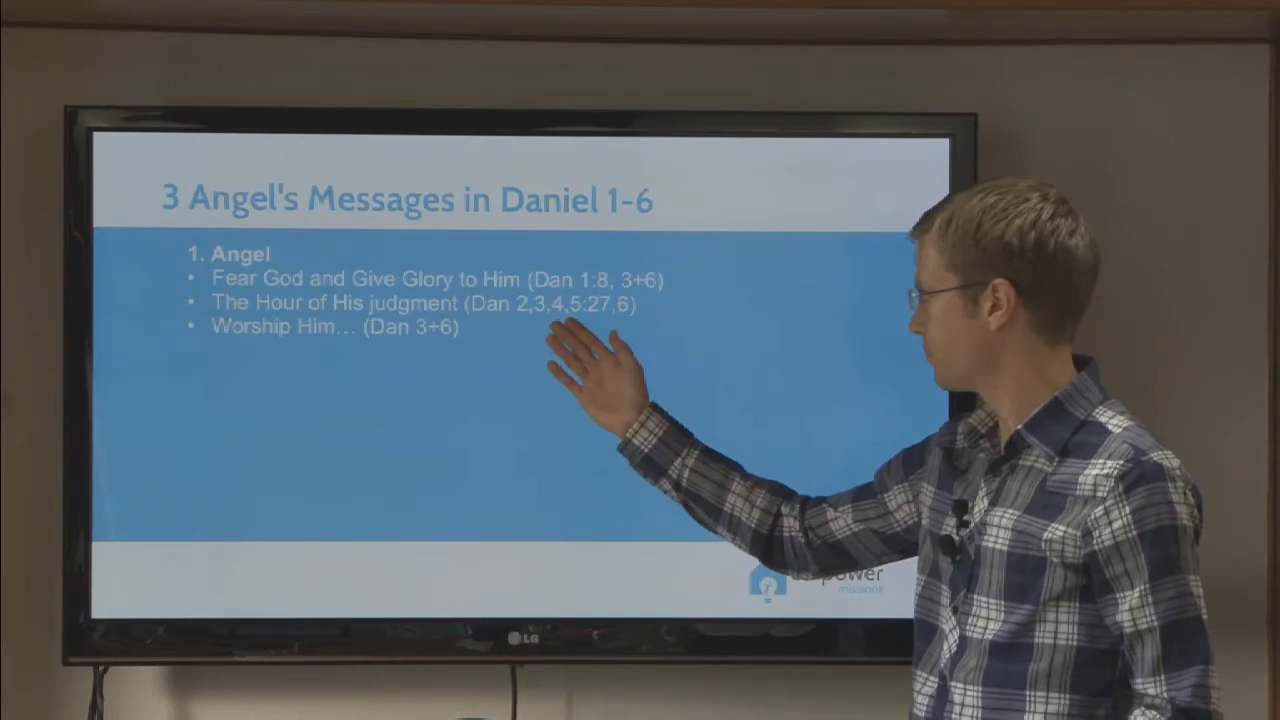 3 Angel's Messages in Daniel 1-6
1. Angel
• Fear God and Give Glory to Him (Dan 1:8, 3+6)
• The Hour of His judgment (Dan 2,3,4,5:27,6)
• Worship Him... (Dan 3+6)
missions
LG